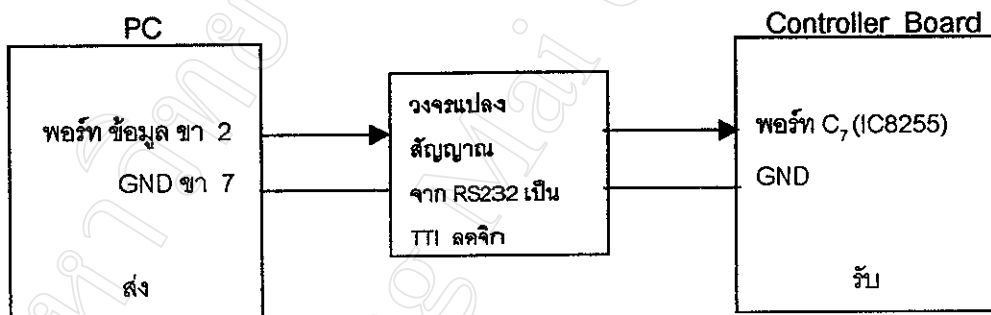 PC
พอร์ท ข้อมูล ขา 2
GND ขา 7
ส่ง
วงจรแปลง
สัญญาณ
จาก RS232 เป็น
TTl ลตจิก
Controller Board
พอร์ท C7 (IC8255)
GND
รับ